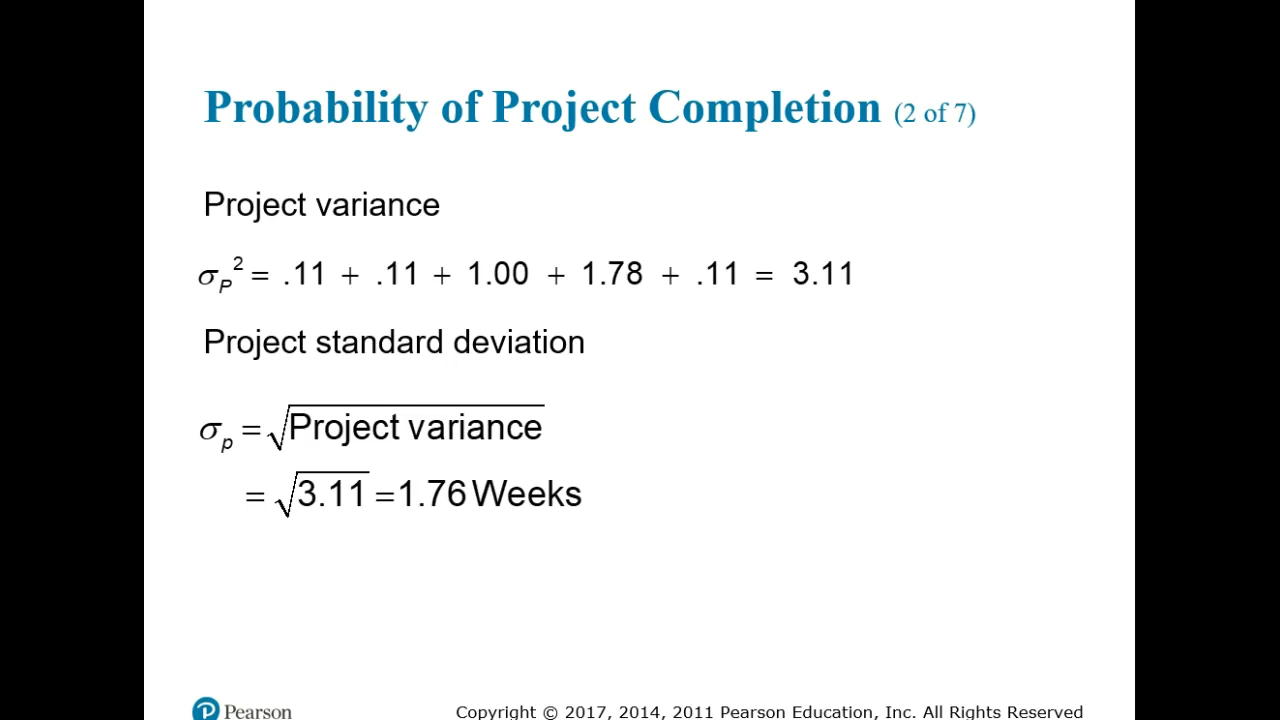 Probability of Project Completion (2 of 7)
Project variance
σP² = .11 + .11 + 1.00 + 1.78 + .11 = 3.11
Project standard deviation
σp = √Project variance
= √3.11 = 1.76 Weeks
Pearson
Copyright © 2017, 2014, 2011 Pearson Education, Inc. All Rights Reserved